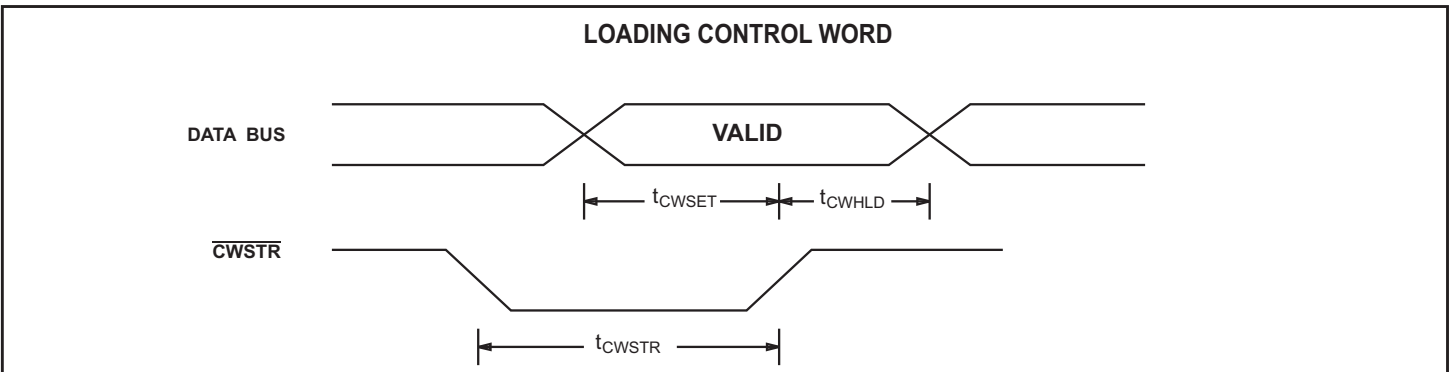 LOADING CONTROL WORD
DATA BUS
VALID
tCWSET
tCWHLD
CWSTR
tCWSTR